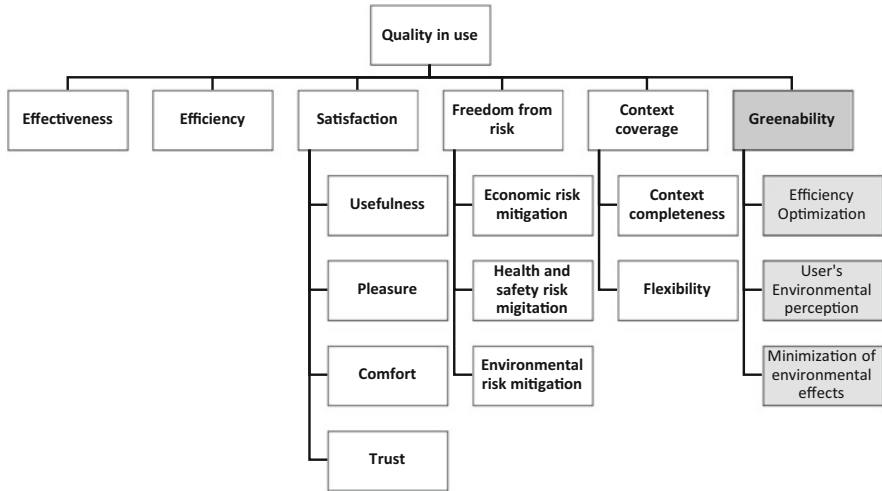 Quality in use
Effectiveness
Efficiency
Satisfaction
Freedom from
risk
Context
coverage
Greenability
Usefulness
Pleasure
Comfort
Trust
Economic risk
mitigation
Health and
safety risk
migitation
Environmental
risk mitigation
Context
completeness
Flexibility
Efficiency
Optimization
User's
Environmental
perception
Minimization of
environmental
effects